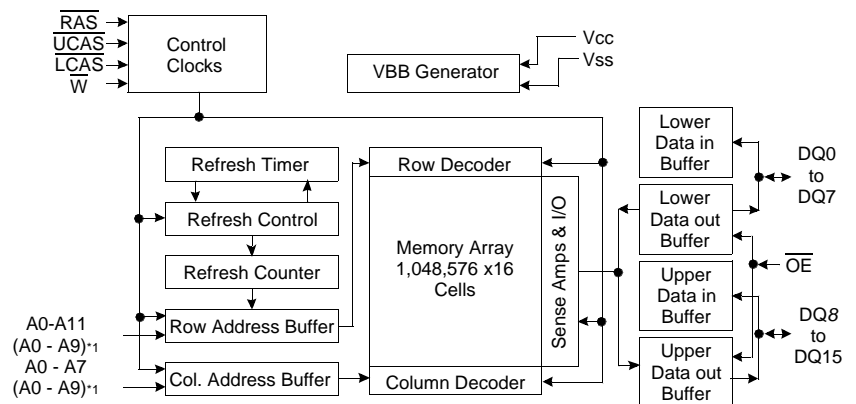 RAS
UCAS
LCAS
W
Control
Clocks
VBB Generator
Vcc
Vss
Refresh Timer
Refresh Control
Refresh Counter
Row Address Buffer
Col. Address Buffer
A0-A11
(A0 - A9)*1
A0 - A7
(A0 - A9)*1
Row Decoder
Memory Array
1,048,576 x16
Cells
Column Decoder
Sense Amps & I/O
Lower
Data in
Buffer
Lower
Data out
Buffer
Upper
Data in
Buffer
Upper
Data out
Buffer
DQ0
to
DQ7
OE
DQ8
to
DQ15